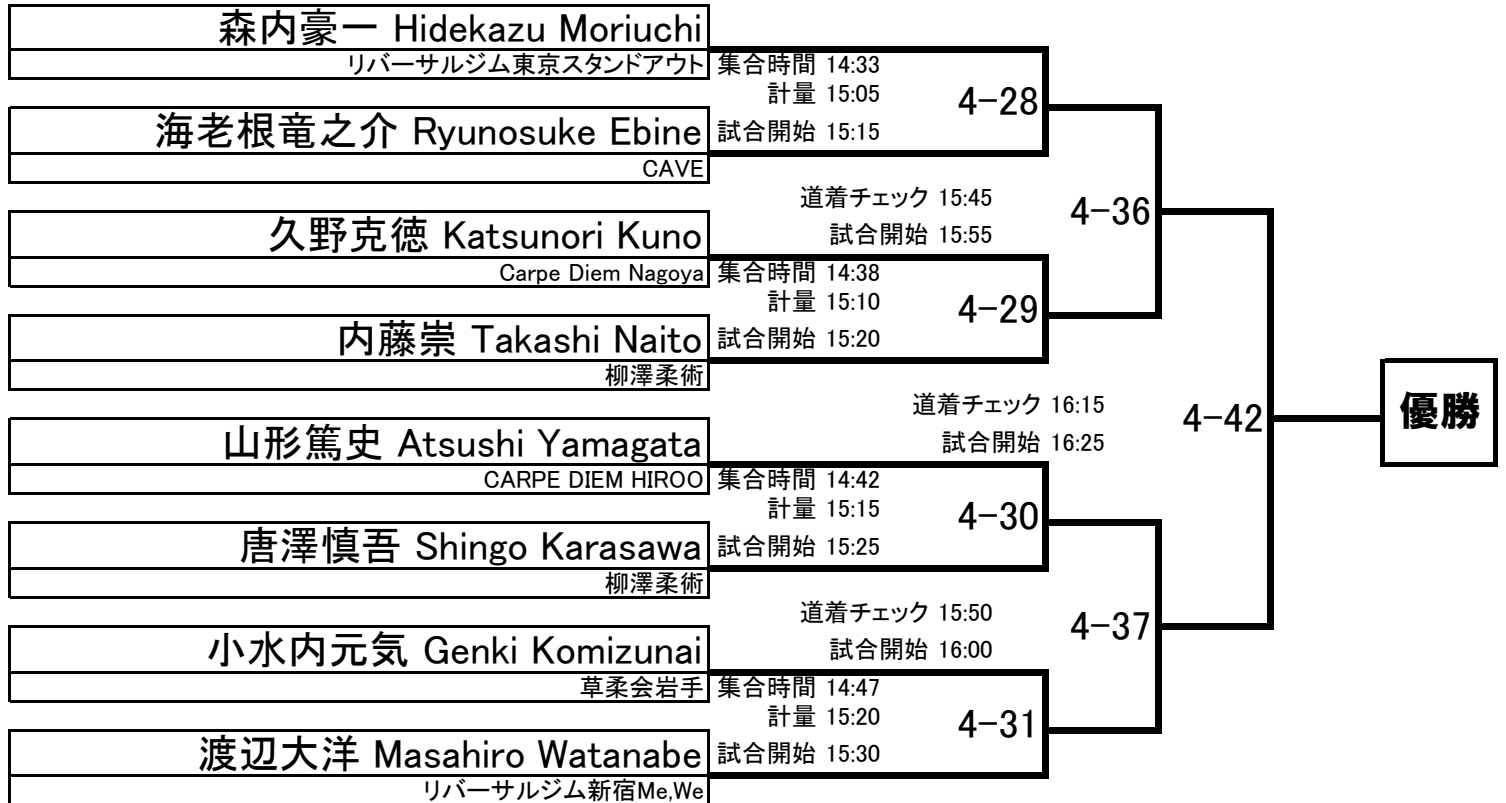 森内豪一 Hidekazu Moriuchi
リバーサルジム東京スタンドアウト
集合時間 14:33
計量 15:05
4-28
海老根竜之介 Ryunosuke Ebine
試合開始 15:15
CAVE
道着チェック 15:45
4-36
久野克徳 Katsunori Kuno
試合開始 15:55
Carpe Diem Nagoya
集合時間 14:38
計量 15:10
4-29
内藤崇 Takashi Naito
試合開始 15:20
柳澤柔術
道着チェック 16:15
4-42
優勝
山形篤史 Atsushi Yamagata
試合開始 16:25
CARPE DIEM HIROO
集合時間 14:42
計量 15:15
4-30
唐澤慎吾 Shingo Karasawa
試合開始 15:25
柳澤柔術
道着チェック 15:50
4-37
小水内元気 Genki Komizunai
試合開始 16:00
草柔会岩手
集合時間 14:47
計量 15:20
4-31
渡辺大洋 Masahiro Watanabe
試合開始 15:30
リバーサルジム新宿Me,We